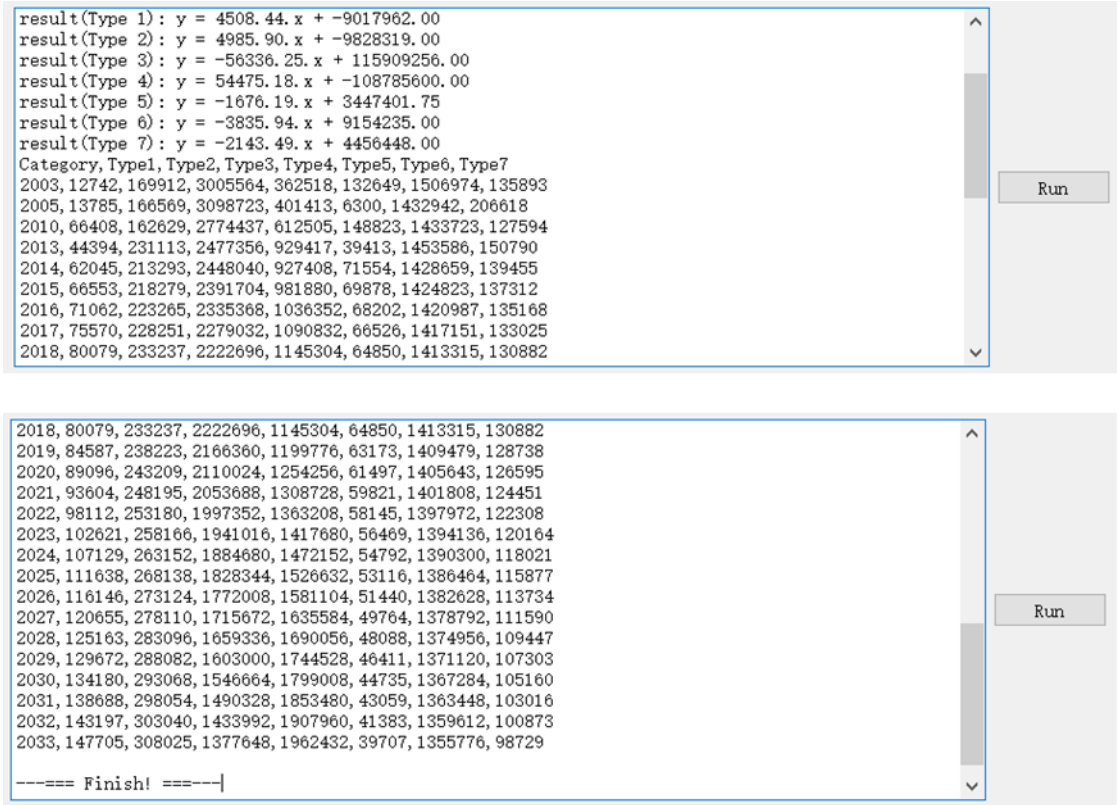 result(Type 1): y = 4508.44.x + -9017962.00
result(Type 2): y = 4985.90.x + -9828319.00
result(Type 3): y = -56336.25.x + 115909256.00
result(Type 4): y = 54475.18.x + -108785600.00
result(Type 5): y = -1676.19.x + 3447401.75
result(Type 6): y = -3835.94.x + 9154235.00
result(Type 7): y = -2143.49.x + 4456448.00
Category,Type1,Type2,Type3,Type4,Type5,Type6,Type7
2003,12742,169912,3005564,362518,132649,1506974,135893
2005,13785,166569,3098723,401413,6300,1432942,206618
2010,66408,162629,2774437,612505,148823,1433723,127594
2013,44394,231113,2477356,929417,39413,1453586,150790
2014,62045,213293,2448040,927408,71554,1428659,139455
2015,66553,218279,2391704,981880,69878,1424823,137312
2016,71062,223265,2335368,1036352,68202,1420987,135168
2017,75570,228251,2279032,1090832,66526,1417151,133025
2018,80079,233237,2222696,1145304,64850,1413315,130882
Run
2018,80079,233237,2222696,1145304,64850,1413315,130882
2019,84587,238223,2166360,1199776,63173,1409479,128738
2020,89096,243209,2110024,1254256,61497,1405643,126595
2021,93604,248195,2053688,1308728,59821,1401808,124451
2022,98112,253180,1997352,1363208,58145,1397972,122308
2023,102621,258166,1941016,1417680,56469,1394136,120164
2024,107129,263152,1884680,1472152,54792,1390300,118021
2025,111638,268138,1828344,1526632,53116,1386464,115877
2026,116146,273124,1772008,1581104,51440,1382628,113734
2027,120655,278110,1715672,1635584,49764,1378792,111590
2028,125163,283096,1659336,1690056,48088,1374956,109447
2029,129672,288082,1603000,1744528,46411,1371120,107303
2030,134180,293068,1546664,1799008,44735,1367284,105160
2031,138688,298054,1490328,1853480,43059,1363448,103016
2032,143197,303040,1433992,1907960,41383,1359612,100873
2033,147705,308025,1377648,1962432,39707,1355776,98729
---=== Finish! ===---
Run